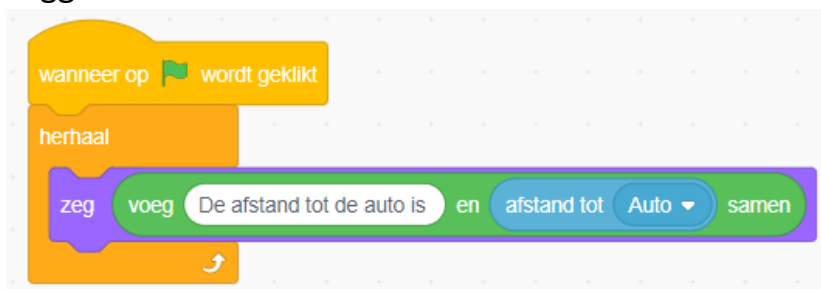 wanneer op wordt geklikt
herhaal
zeg voeg De afstand tot de auto is en afstand tot Auto samen